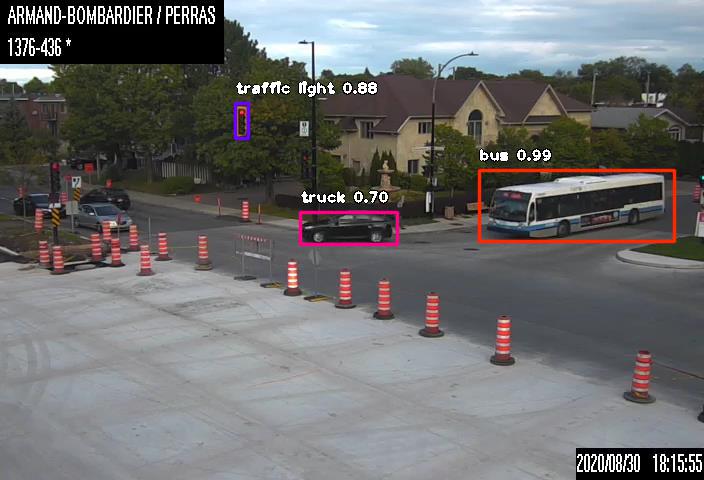 ARMAND-BOMBARDIER / PERRAS
1376-436 *
traffic light 0.88
bus 0.99
truck 0.70
2020/08/30 18:15:55